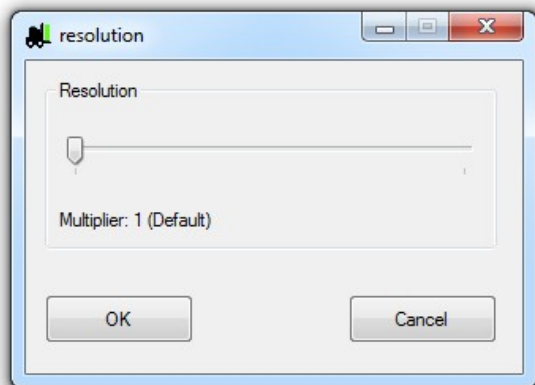 resolution
Resolution
Multiplier: 1 (Default)
OK
Cancel